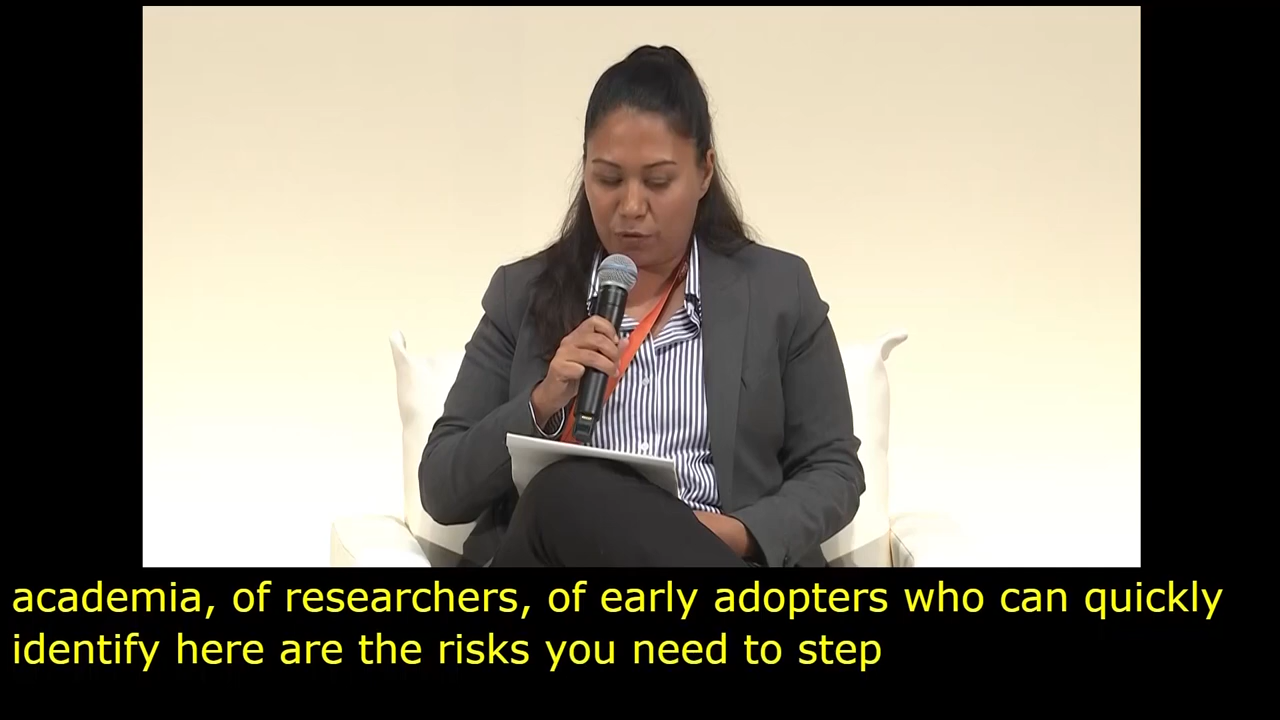 academia, of researchers, of early adopters who can quickly
identify here are the risks you need to step